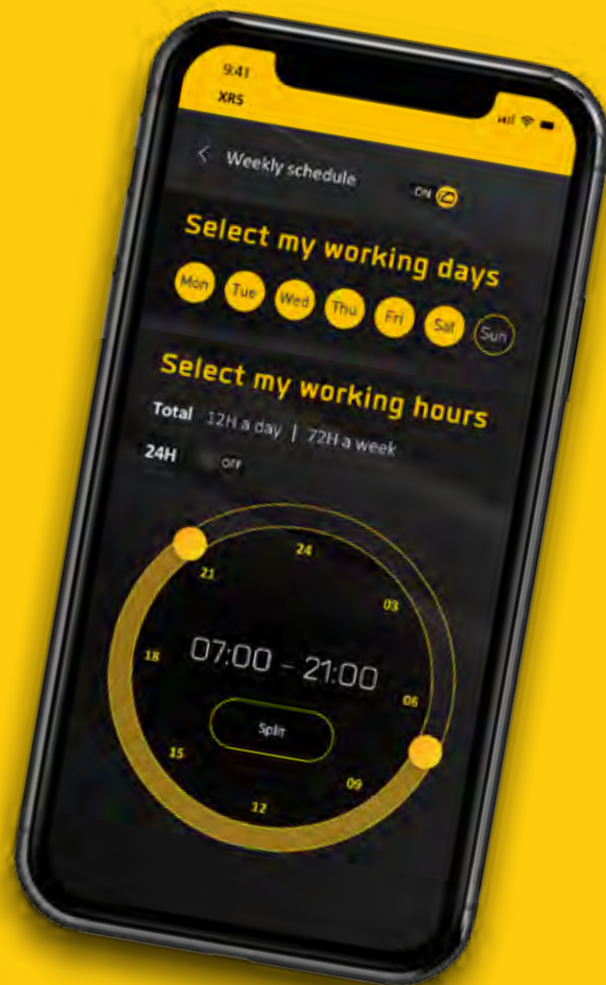 9:41
XRS
Weekly schedule ON
Select my working days
Mon Tue Wed Thu Fri Sat Sun
Select my working hours
Total 12H a day | 72H a week
24H OFF
24
21
03
07:00 – 21:00
18
06
Split
15
09
12